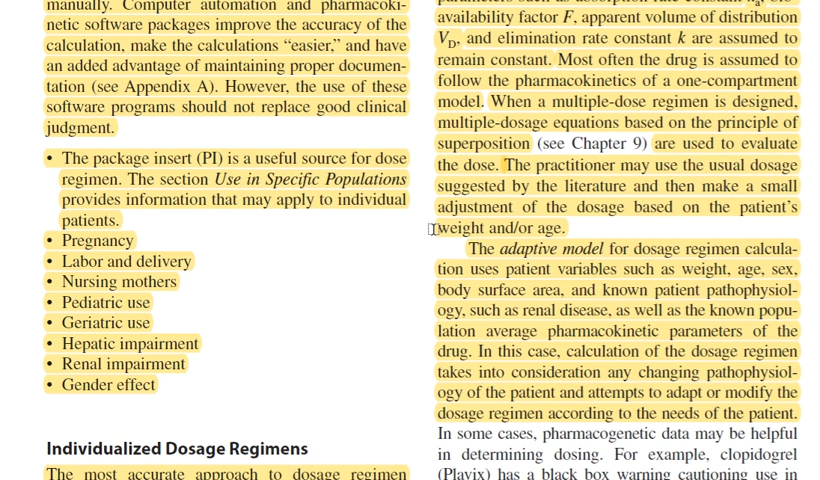 manually. Computer automation and pharmacoki-
netic software packages improve the accuracy of the
calculation, make the calculations “easier,” and have
an added advantage of maintaining proper documen-
tation (see Appendix A). However, the use of these
software programs should not replace good clinical
judgment.
• The package insert (PI) is a useful source for dose
regimen. The section Use in Specific Populations
provides information that may apply to individual
patients.
• Pregnancy
• Labor and delivery
• Nursing mothers
• Pediatric use
• Geriatric use
• Hepatic impairment
• Renal impairment
• Gender effect
Individualized Dosage Regimens
The most accurate approach to dosage regimen
availability factor F, apparent volume of distribution
V_D, and elimination rate constant k are assumed to
remain constant. Most often the drug is assumed to
follow the pharmacokinetics of a one-compartment
model. When a multiple-dose regimen is designed,
multiple-dosage equations based on the principle of
superposition (see Chapter 9) are used to evaluate
the dose. The practitioner may use the usual dosage
suggested by the literature and then make a small
adjustment of the dosage based on the patient’s
weight and/or age.
The adaptive model for dosage regimen calcula-
tion uses patient variables such as weight, age, sex,
body surface area, and known patient pathophysiol-
ogy, such as renal disease, as well as the known popu-
lation average pharmacokinetic parameters of the
drug. In this case, calculation of the dosage regimen
takes into consideration any changing pathophysiol-
ogy of the patient and attempts to adapt or modify the
dosage regimen according to the needs of the patient.
In some cases, pharmacogenetic data may be helpful
in determining dosing. For example, clopidogrel
(Plavix) has a black box warning cautioning use in